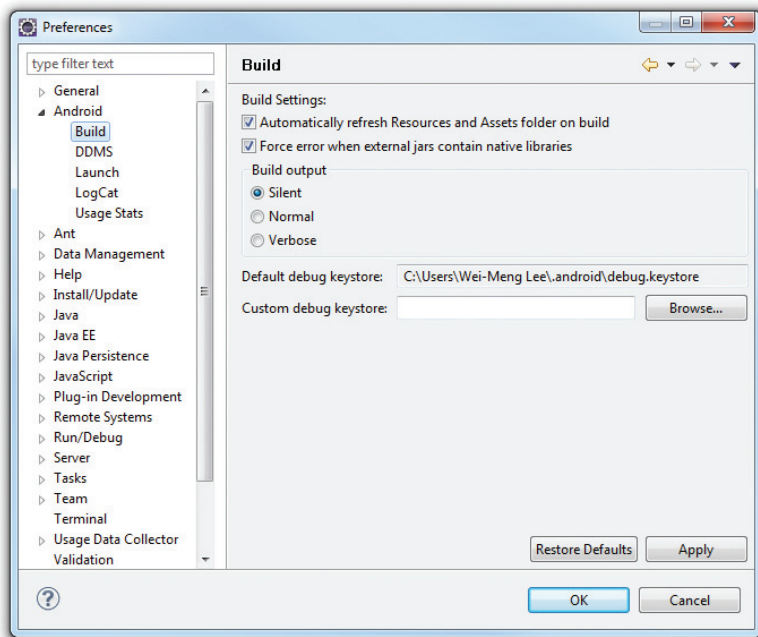 Preferences
type filter text
General
Android
Build
DDMS
Launch
LogCat
Usage Stats
Ant
Data Management
Help
Install/Update
Java
Java EE
Java Persistence
JavaScript
Plug-in Development
Remote Systems
Run/Debug
Server
Tasks
Team
Terminal
Usage Data Collector
Validation
Build
Build Settings:
Automatically refresh Resources and Assets folder on build
Force error when external jars contain native libraries
Build output
Silent
Normal
Verbose
Default debug keystore: C:\Users\Wei-Meng Lee\.android\debug.keystore
Custom debug keystore: Browse...
Restore Defaults Apply
? OK Cancel